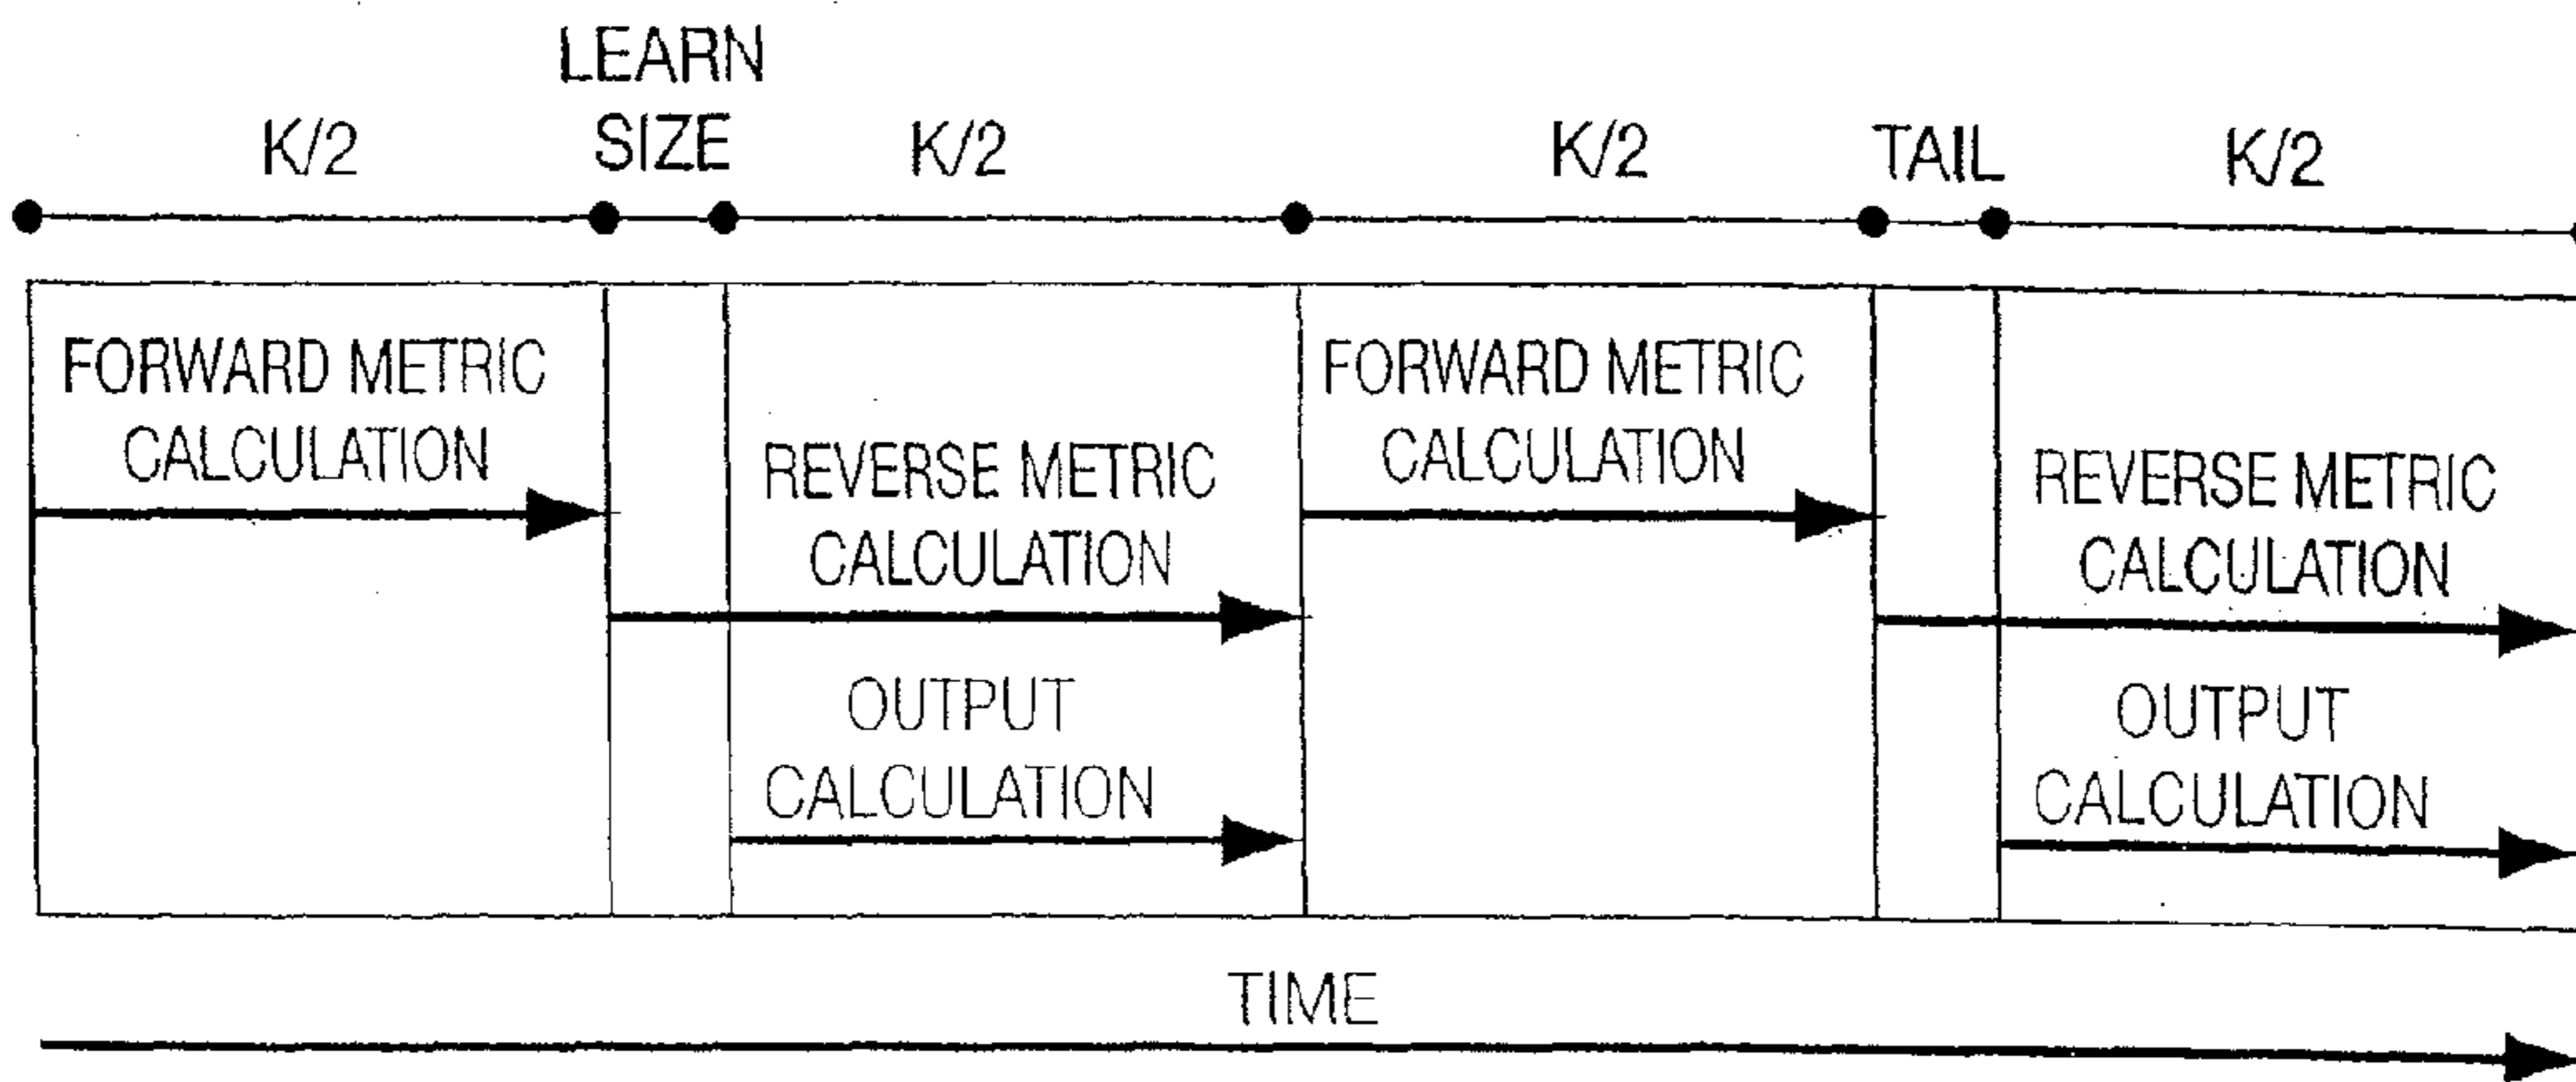 LEARN
K/2 SIZE K/2 K/2 TAIL K/2
FORWARD METRIC
CALCULATION
REVERSE METRIC
CALCULATION
OUTPUT
CALCULATION
FORWARD METRIC
CALCULATION
REVERSE METRIC
CALCULATION
OUTPUT
CALCULATION
TIME